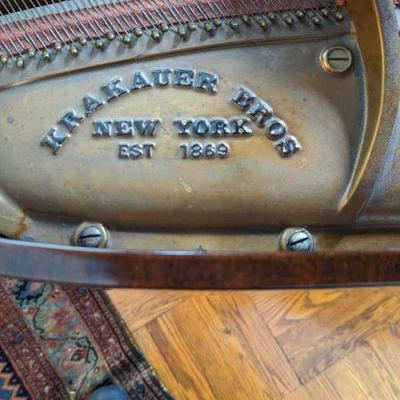 KRAKAUER BROS
NEW YORK
EST 1869